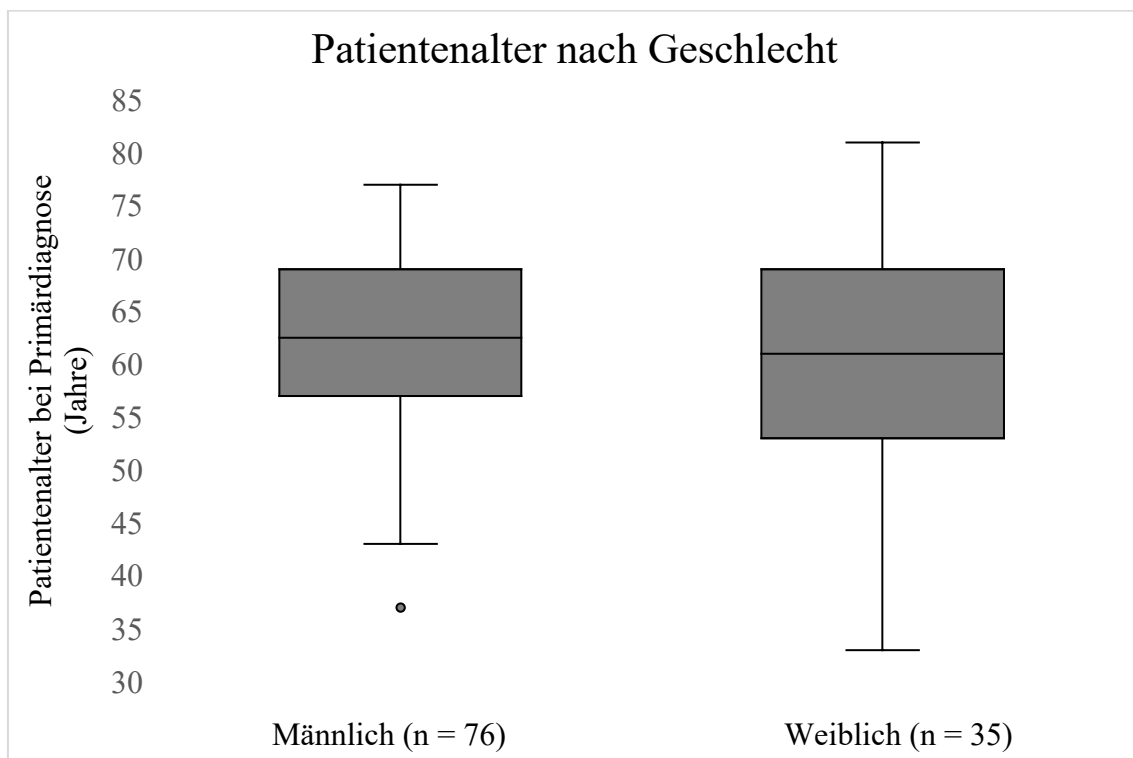 Patientenalter nach Geschlecht
Patientenalter bei Primärdiagnose
(Jahre)
85
80
75
70
65
60
55
50
45
40
35
30
Männlich (n = 76)
Weiblich (n = 35)